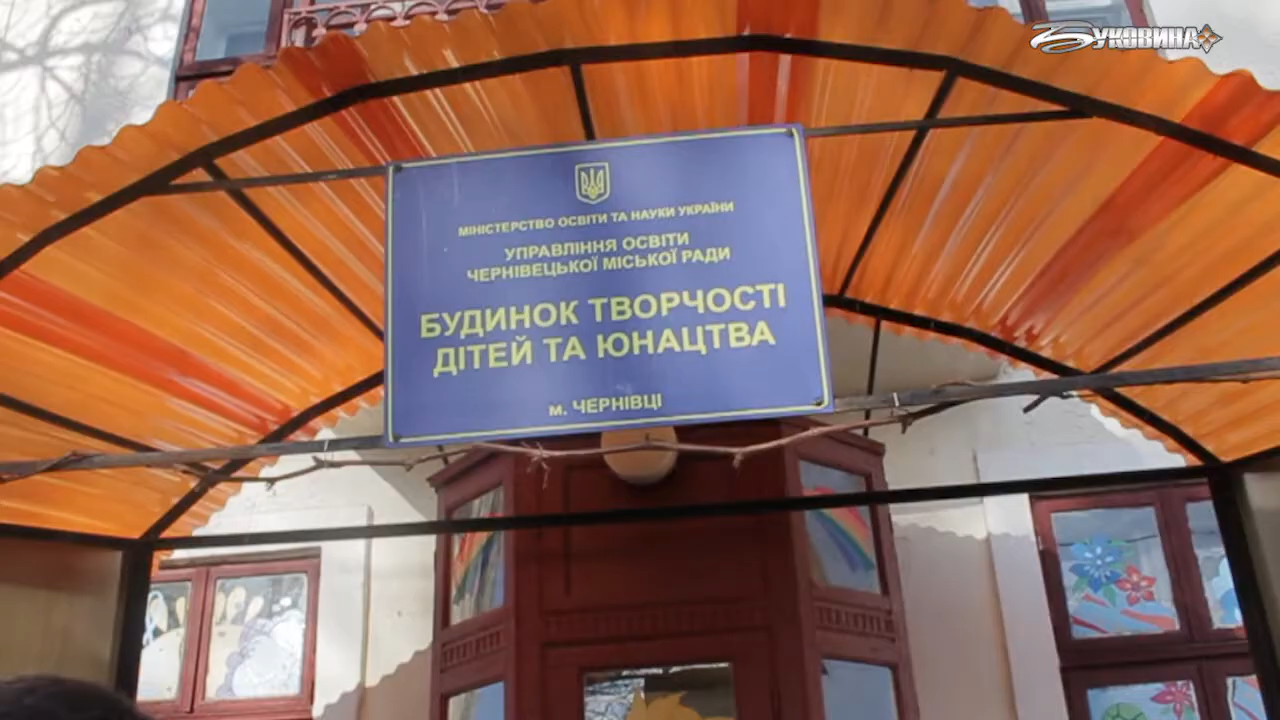 БУКОВИНА
МІНІСТЕРСТВО ОСВІТИ ТА НАУКИ УКРАЇНИ
УПРАВЛІННЯ ОСВІТИ
ЧЕРНІВЕЦЬКОЇ МІСЬКОЇ РАДИ
БУДИНОК ТВОРЧОСТІ
ДІТЕЙ ТА ЮНАЦТВА
м. ЧЕРНІВЦІ